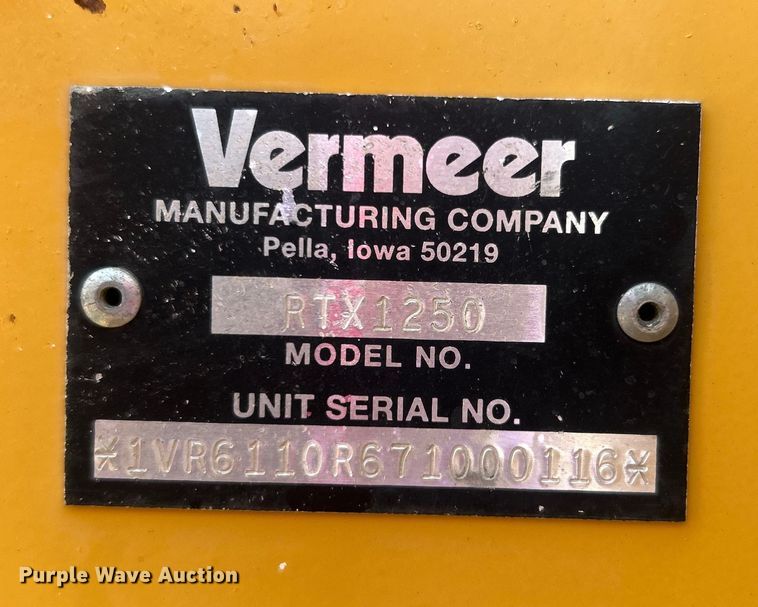 Vermeer
MANUFACTURING COMPANY
Pella, Iowa 50219
RTX1250
MODEL NO.
UNIT SERIAL NO.
*1VR6110R671000116*
Purple Wave Auction